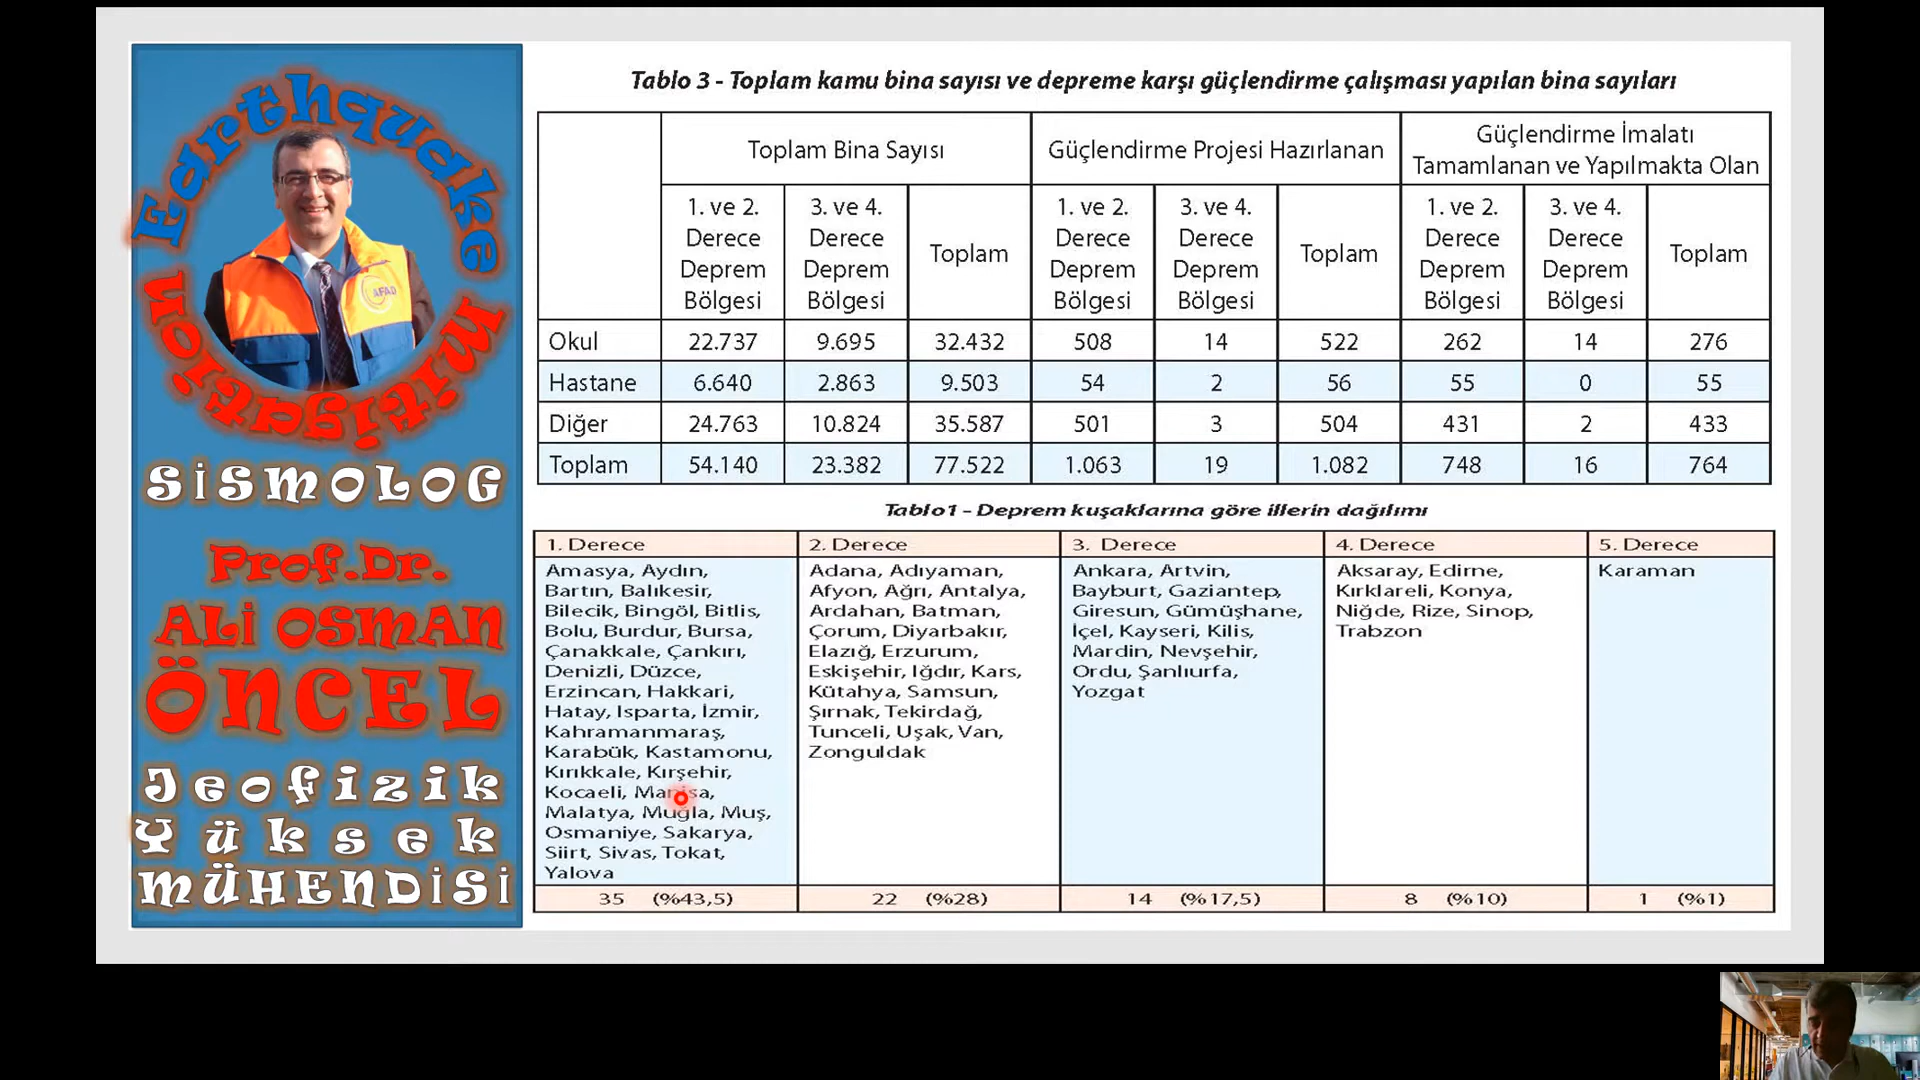 Earthquake
Mitigation
AFAD
SİSMOLOG
Prof.Dr.
ALİ OSMAN
ÖNCEL
Jeofizik
Yüksek
MÜHENDİSİ
Tablo 3 - Toplam kamu bina sayısı ve depreme karşı güçlendirme çalışması yapılan bina sayıları
Toplam Bina Sayısı
Güçlendirme Projesi Hazırlanan
Güçlendirme İmalatı
Tamamlanan ve Yapılmakta Olan
1. ve 2. Derece Deprem Bölgesi
3. ve 4. Derece Deprem Bölgesi
Toplam
1. ve 2. Derece Deprem Bölgesi
3. ve 4. Derece Deprem Bölgesi
Toplam
1. ve 2. Derece Deprem Bölgesi
3. ve 4. Derece Deprem Bölgesi
Toplam
Okul 22.737 9.695 32.432 508 14 522 262 14 276
Hastane 6.640 2.863 9.503 54 2 56 55 0 55
Diğer 24.763 10.824 35.587 501 3 504 431 2 433
Toplam 54.140 23.382 77.522 1.063 19 1.082 748 16 764
Tablo1 - Deprem kuşaklarına göre illerin dağılımı
1. Derece
Amasya, Aydın,
Bartın, Balıkesir,
Bilecik, Bingöl, Bitlis,
Bolu, Burdur, Bursa,
Çanakkale, Çankırı,
Denizli, Düzce,
Erzincan, Hakkari,
Hatay, Isparta, İzmir,
Kahramanmaraş,
Karabük, Kastamonu,
Kırıkkale, Kırşehir,
Kocaeli, Manisa,
Malatya, Muğla, Muş,
Osmaniye, Sakarya,
Siirt, Sivas, Tokat,
Yalova
35 (%43,5)
2. Derece
Adana, Adıyaman,
Afyon, Ağrı, Antalya,
Ardahan, Batman,
Çorum, Diyarbakır,
Elazığ, Erzurum,
Eskişehir, Iğdır, Kars,
Kütahya, Samsun,
Şırnak, Tekirdağ,
Tunceli, Uşak, Van,
Zonguldak
22 (%28)
3. Derece
Ankara, Artvin,
Bayburt, Gaziantep,
Giresun, Gümüşhane,
İçel, Kayseri, Kilis,
Mardin, Nevşehir,
Ordu, Şanlıurfa,
Yozgat
14 (%17,5)
4. Derece
Aksaray, Edirne,
Kırklareli, Konya,
Niğde, Rize, Sinop,
Trabzon
8 (%10)
5. Derece
Karaman
1 (%1)